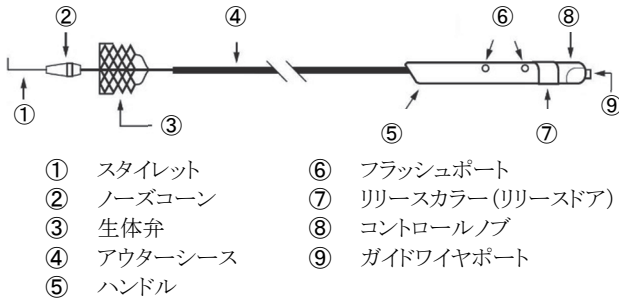 ② ④ ⑥ ⑧
① ③ ⑤ ⑦ ⑨
① スタイレット
② ノーズコーン
③ 生体弁
④ アウターシース
⑤ ハンドル
⑥ フラッシュポート
⑦ リリースカラー(リリースドア)
⑧ コントロールノブ
⑨ ガイドワイヤポート